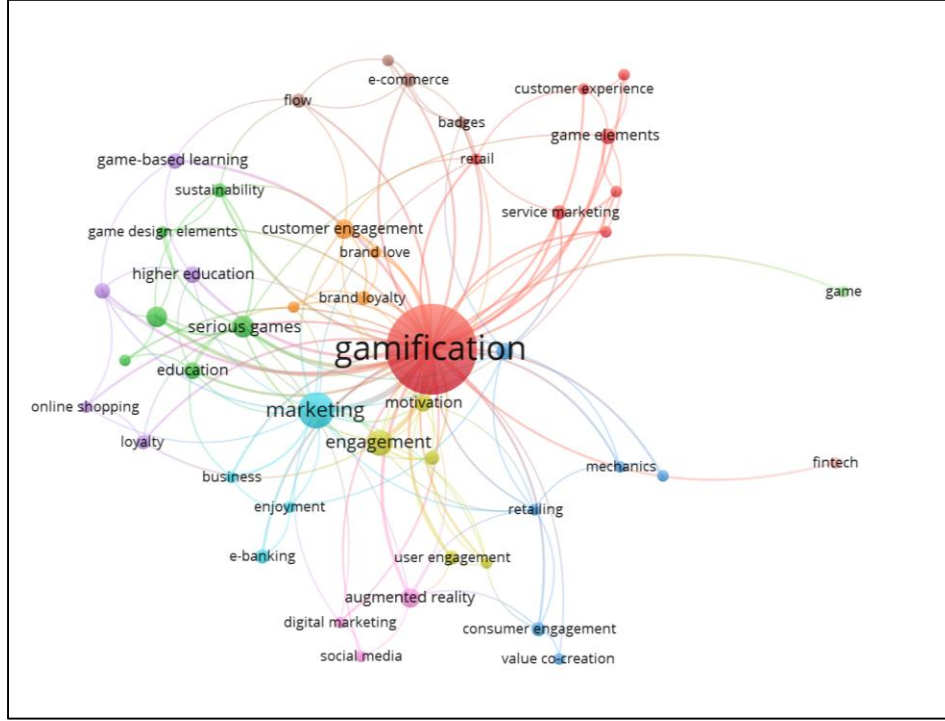 e-commerce
customer experience
flow
badges
game elements
game-based learning
retail
sustainability
service marketing
game design elements
customer engagement
brand love
higher education
game
brand loyalty
serious games
gamification
education
motivation
online shopping
marketing
loyalty
engagement
mechanics
fintech
business
enjoyment
retailing
e-banking
user engagement
augmented reality
digital marketing
consumer engagement
social media
value co-creation